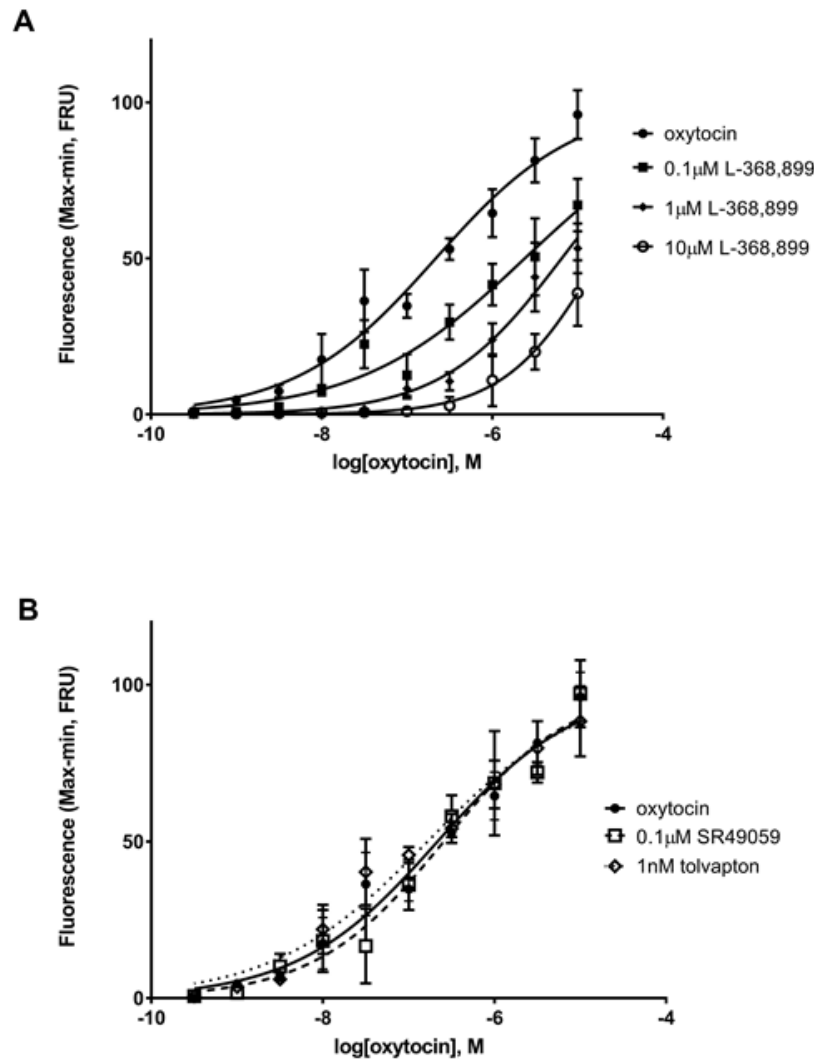 A
Fluorescence (Max-min, FRU)
100
50
0
-10
-8
-6
-4
log[oxytocin], M
oxytocin
0.1µM L-368,899
1µM L-368,899
10µM L-368,899
B
Fluorescence (Max-min, FRU)
100
50
0
-10
-8
-6
-4
log[oxytocin], M
oxytocin
0.1µM SR49059
1nM tolvapton